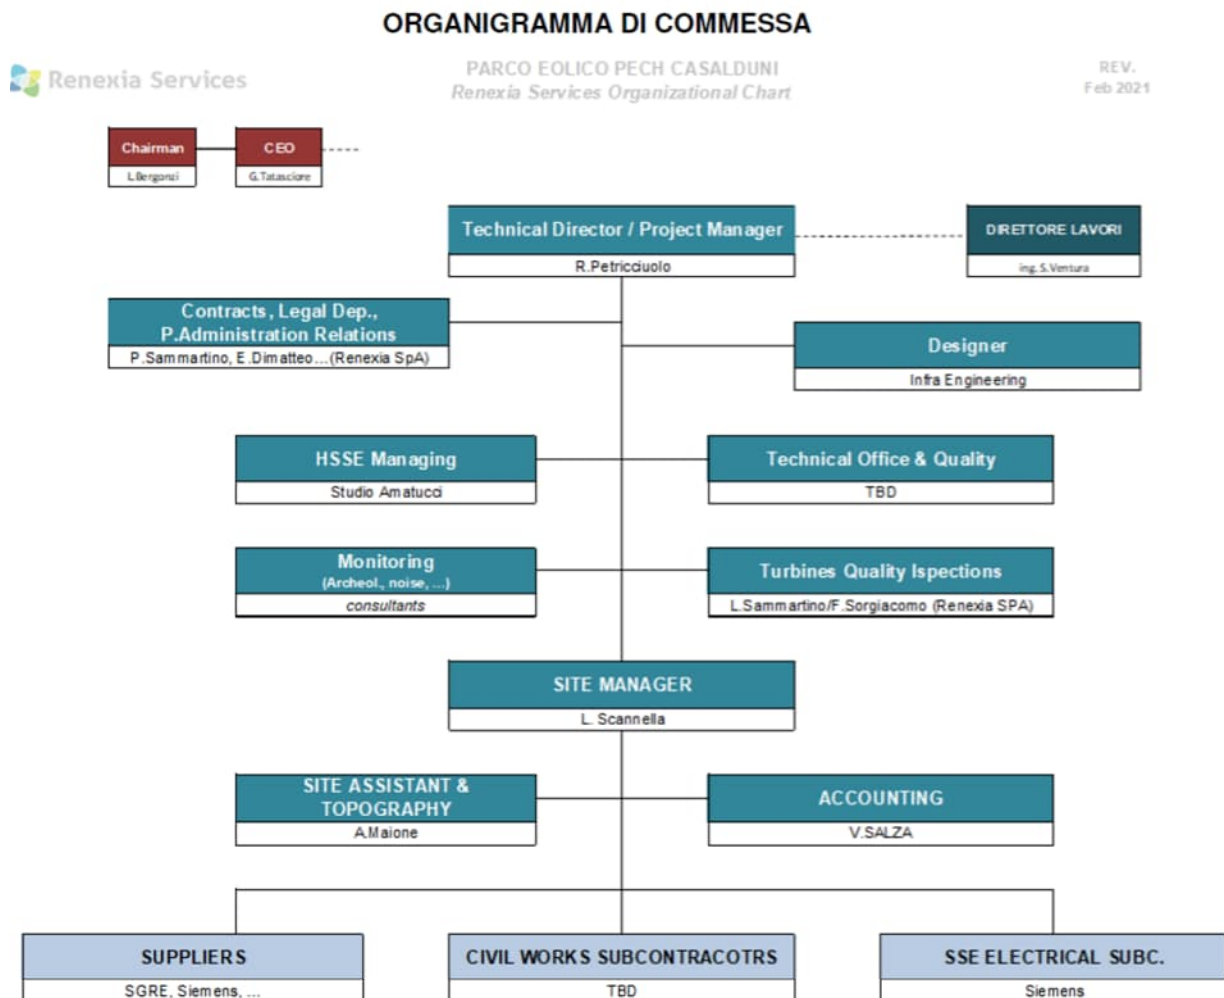 ORGANIGRAMMA DI COMMESSA
Renexia Services
PARCO EOLICO PECH CASALDUNI
Renexia Services Organizational Chart
REV.
Feb 2021
Chairman
L.Bergonzi
CEO
G.Tatasciore
Technical Director / Project Manager
R.Petricciuolo
DIRETTORE LAVORI
ing. S.Ventura
Contracts, Legal Dep.,
P.Administration Relations
P.Sammartino, E.Dimatteo...(Renexia SpA)
Designer
Infra Engineering
HSSE Managing
Studio Amatucci
Technical Office & Quality
TBD
Monitoring
(Archeol., noise, ...)
consultants
Turbines Quality Ispections
L.Sammartino/F.Sorgiacomo (Renexia SPA)
SITE MANAGER
L. Scannella
SITE ASSISTANT &
TOPOGRAPHY
A.Maione
ACCOUNTING
V.SALZA
SUPPLIERS
SGRE, Siemens, ...
CIVIL WORKS SUBCONTRACOTRS
TBD
SSE ELECTRICAL SUBC.
Siemens